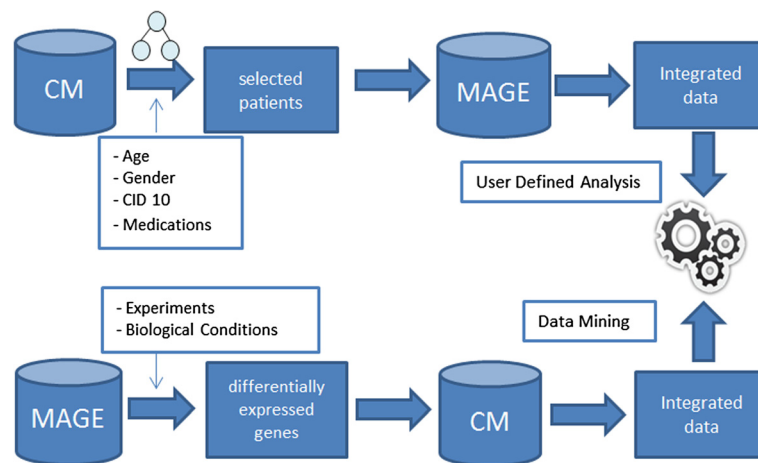 CM
selected
patients
MAGE
Integrated
data
- Age
- Gender
- CID 10
- Medications
User Defined Analysis
- Experiments
- Biological Conditions
Data Mining
MAGE
differentially
expressed
genes
CM
Integrated
data